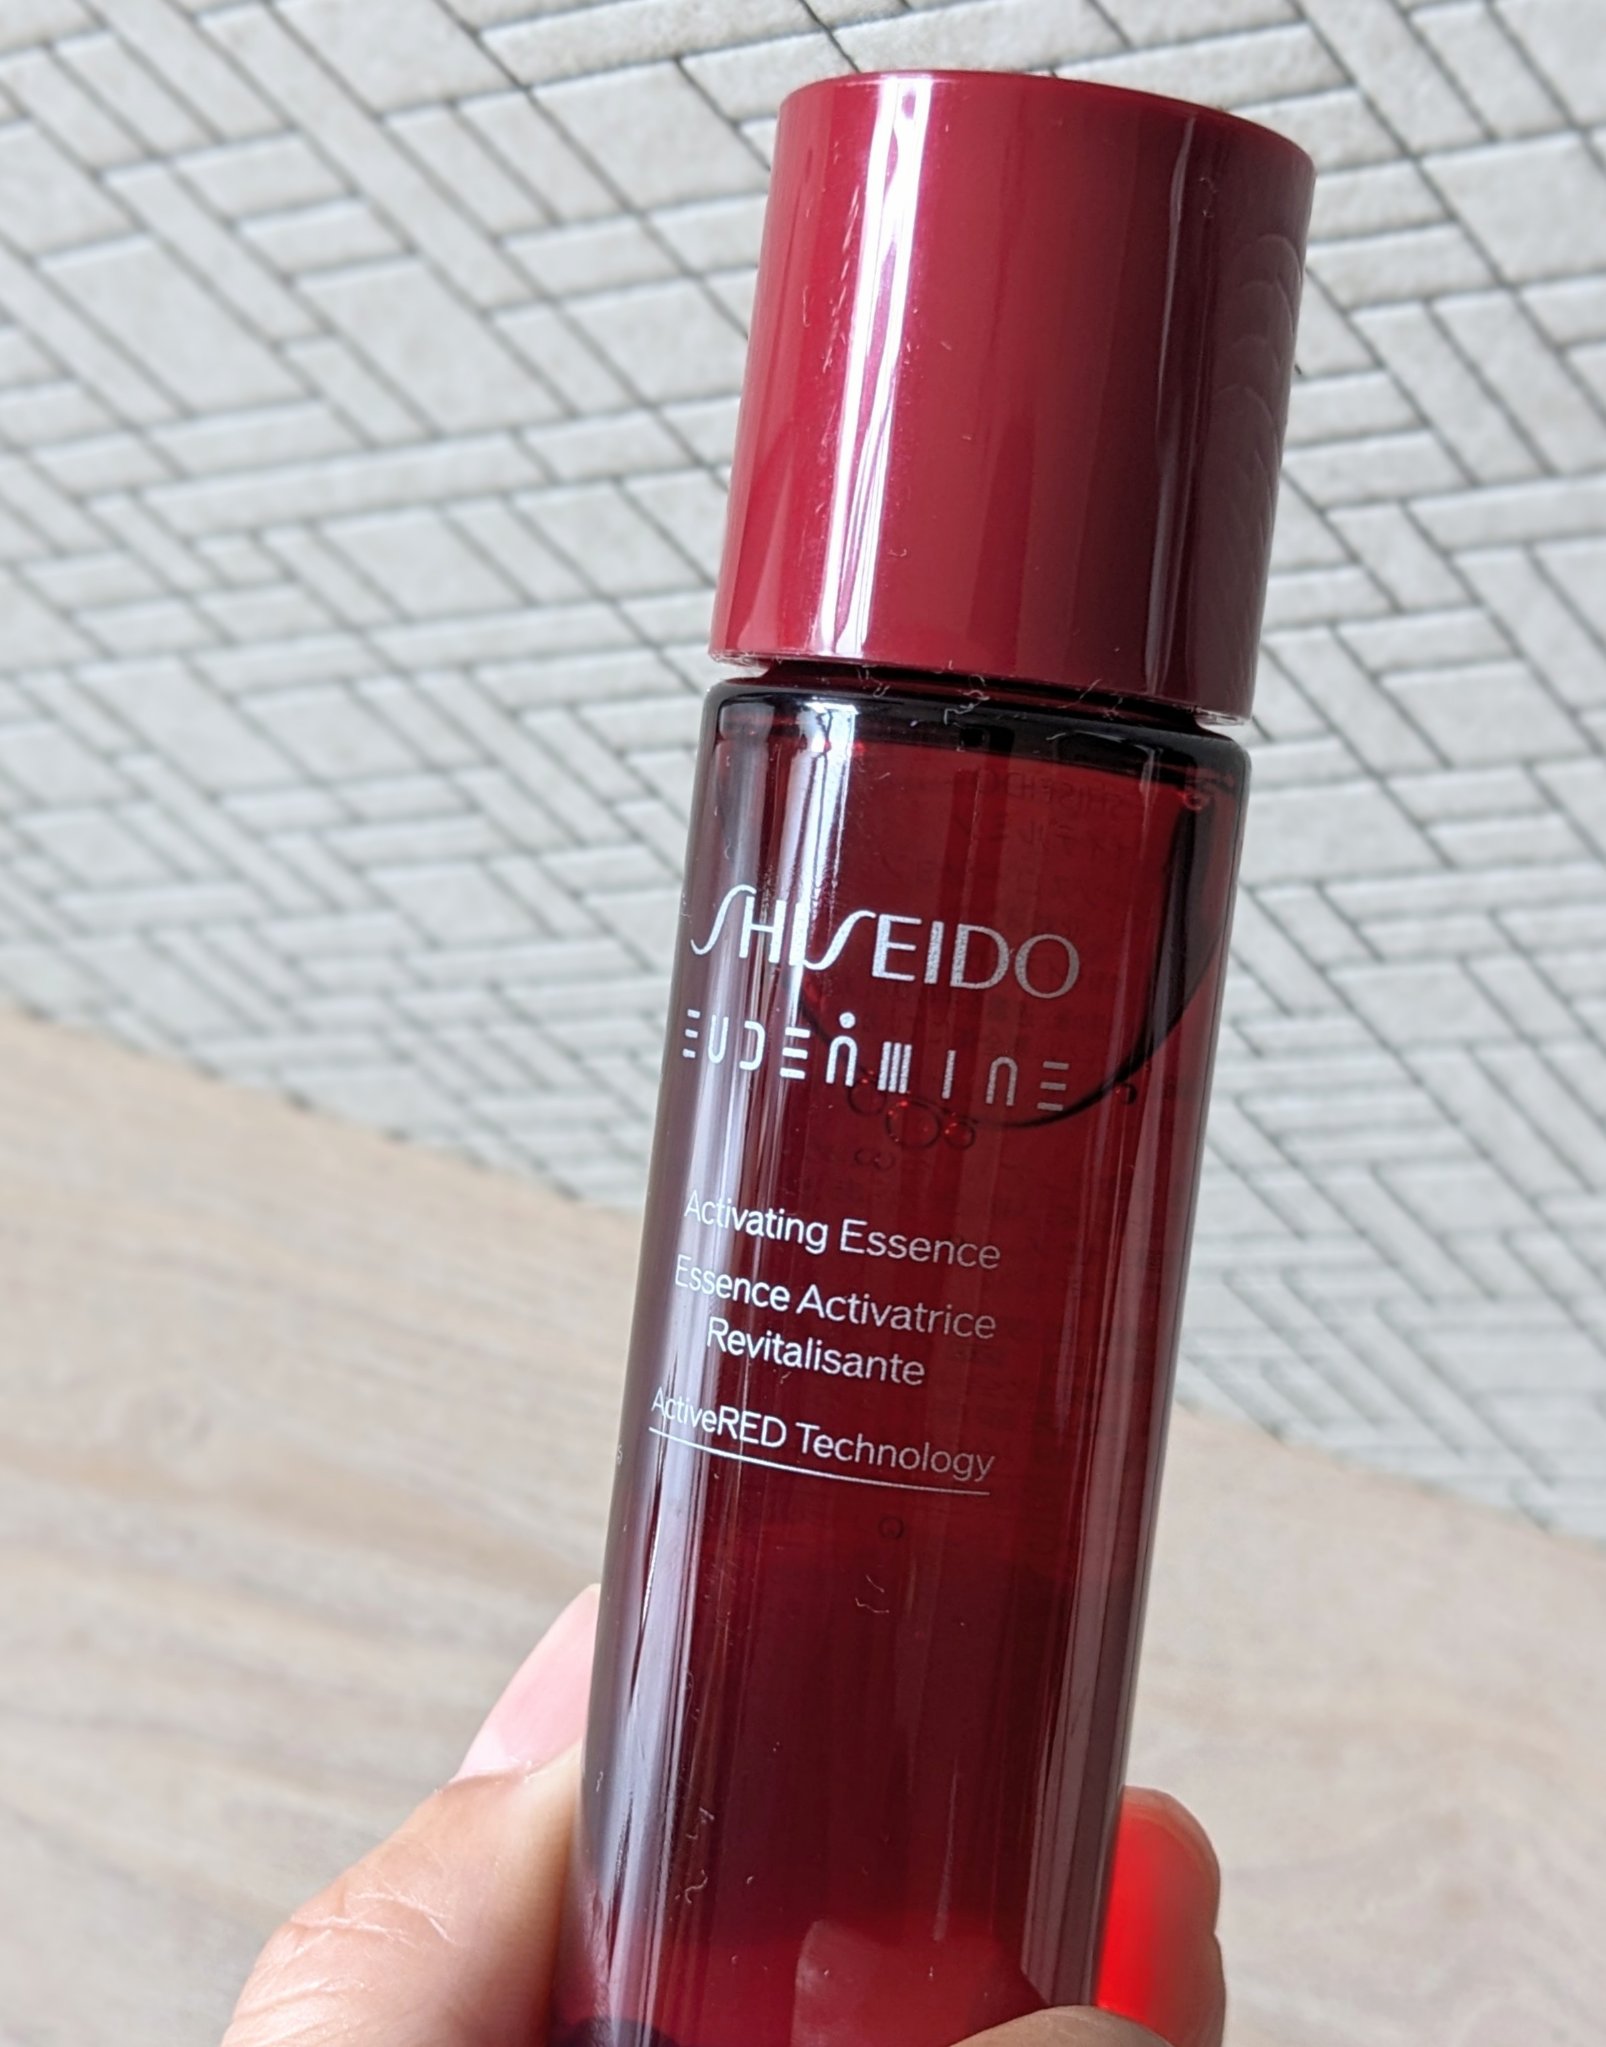 SHISEIDO
EUDERMINE
Activating Essence
Essence Activatrice
Revitalisante
ActiveRED Technology